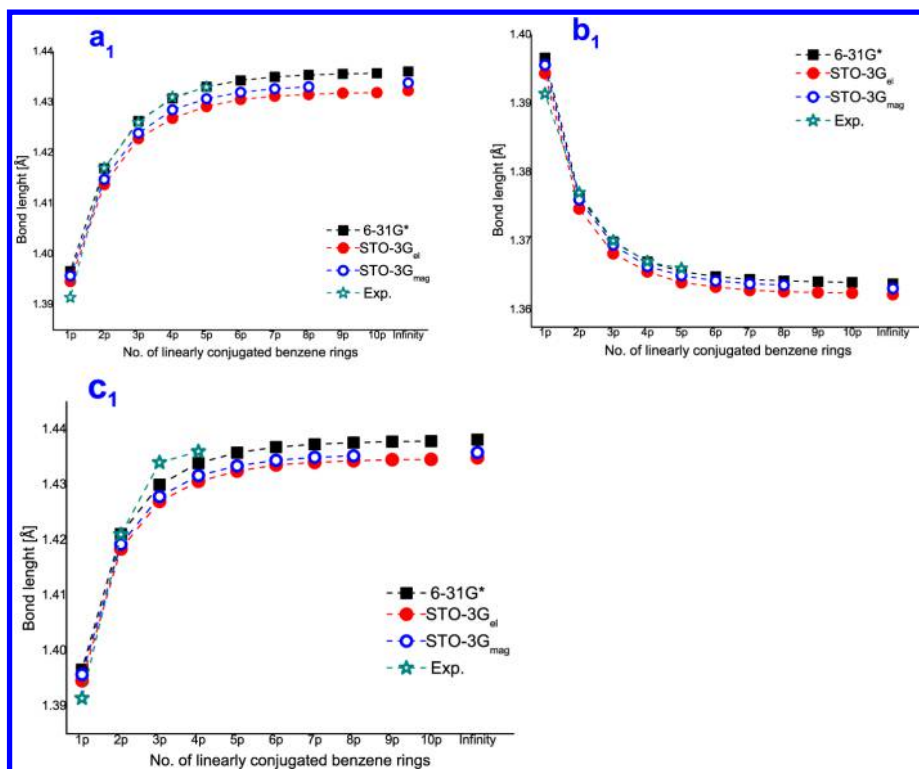 a1
1.44
1.43
1.42
1.41
1.40
1.39
Bond lenght [Å]
6-31G*
STO-3Gel
STO-3Gmag
Exp.
1p 2p 3p 4p 5p 6p 7p 8p 9p 10p Infinity
No. of linearly conjugated benzene rings
b1
1.40
1.39
1.38
1.37
1.36
Bond lenght [Å]
6-31G*
STO-3Gel
STO-3Gmag
Exp.
1p 2p 3p 4p 5p 6p 7p 8p 9p 10p Infinity
No. of linearly conjugated benzene rings
c1
1.44
1.43
1.42
1.41
1.40
1.39
Bond lenght [Å]
6-31G*
STO-3Gel
STO-3Gmag
Exp.
1p 2p 3p 4p 5p 6p 7p 8p 9p 10p Infinity
No. of linearly conjugated benzene rings